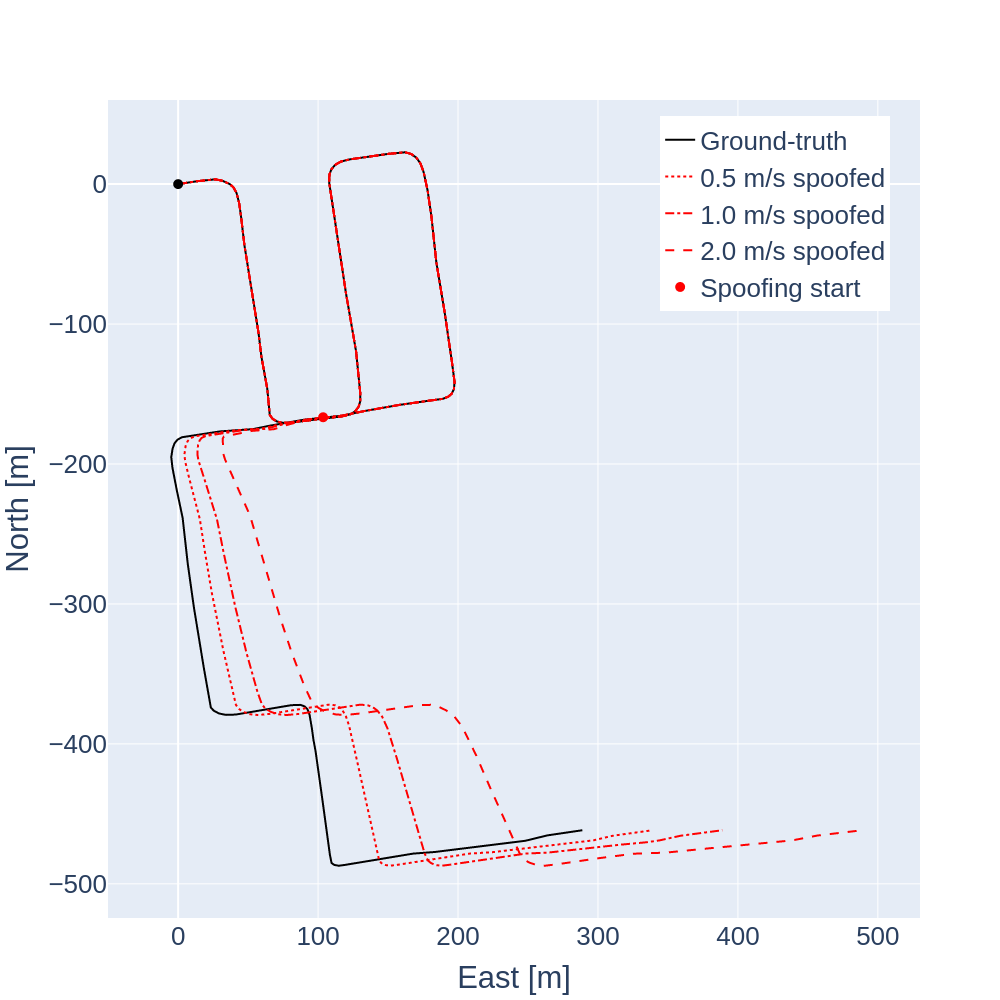 Ground-truth
0.5 m/s spoofed
1.0 m/s spoofed
2.0 m/s spoofed
Spoofing start
0
−100
−200
−300
−400
−500
North [m]
0 100 200 300 400 500
East [m]